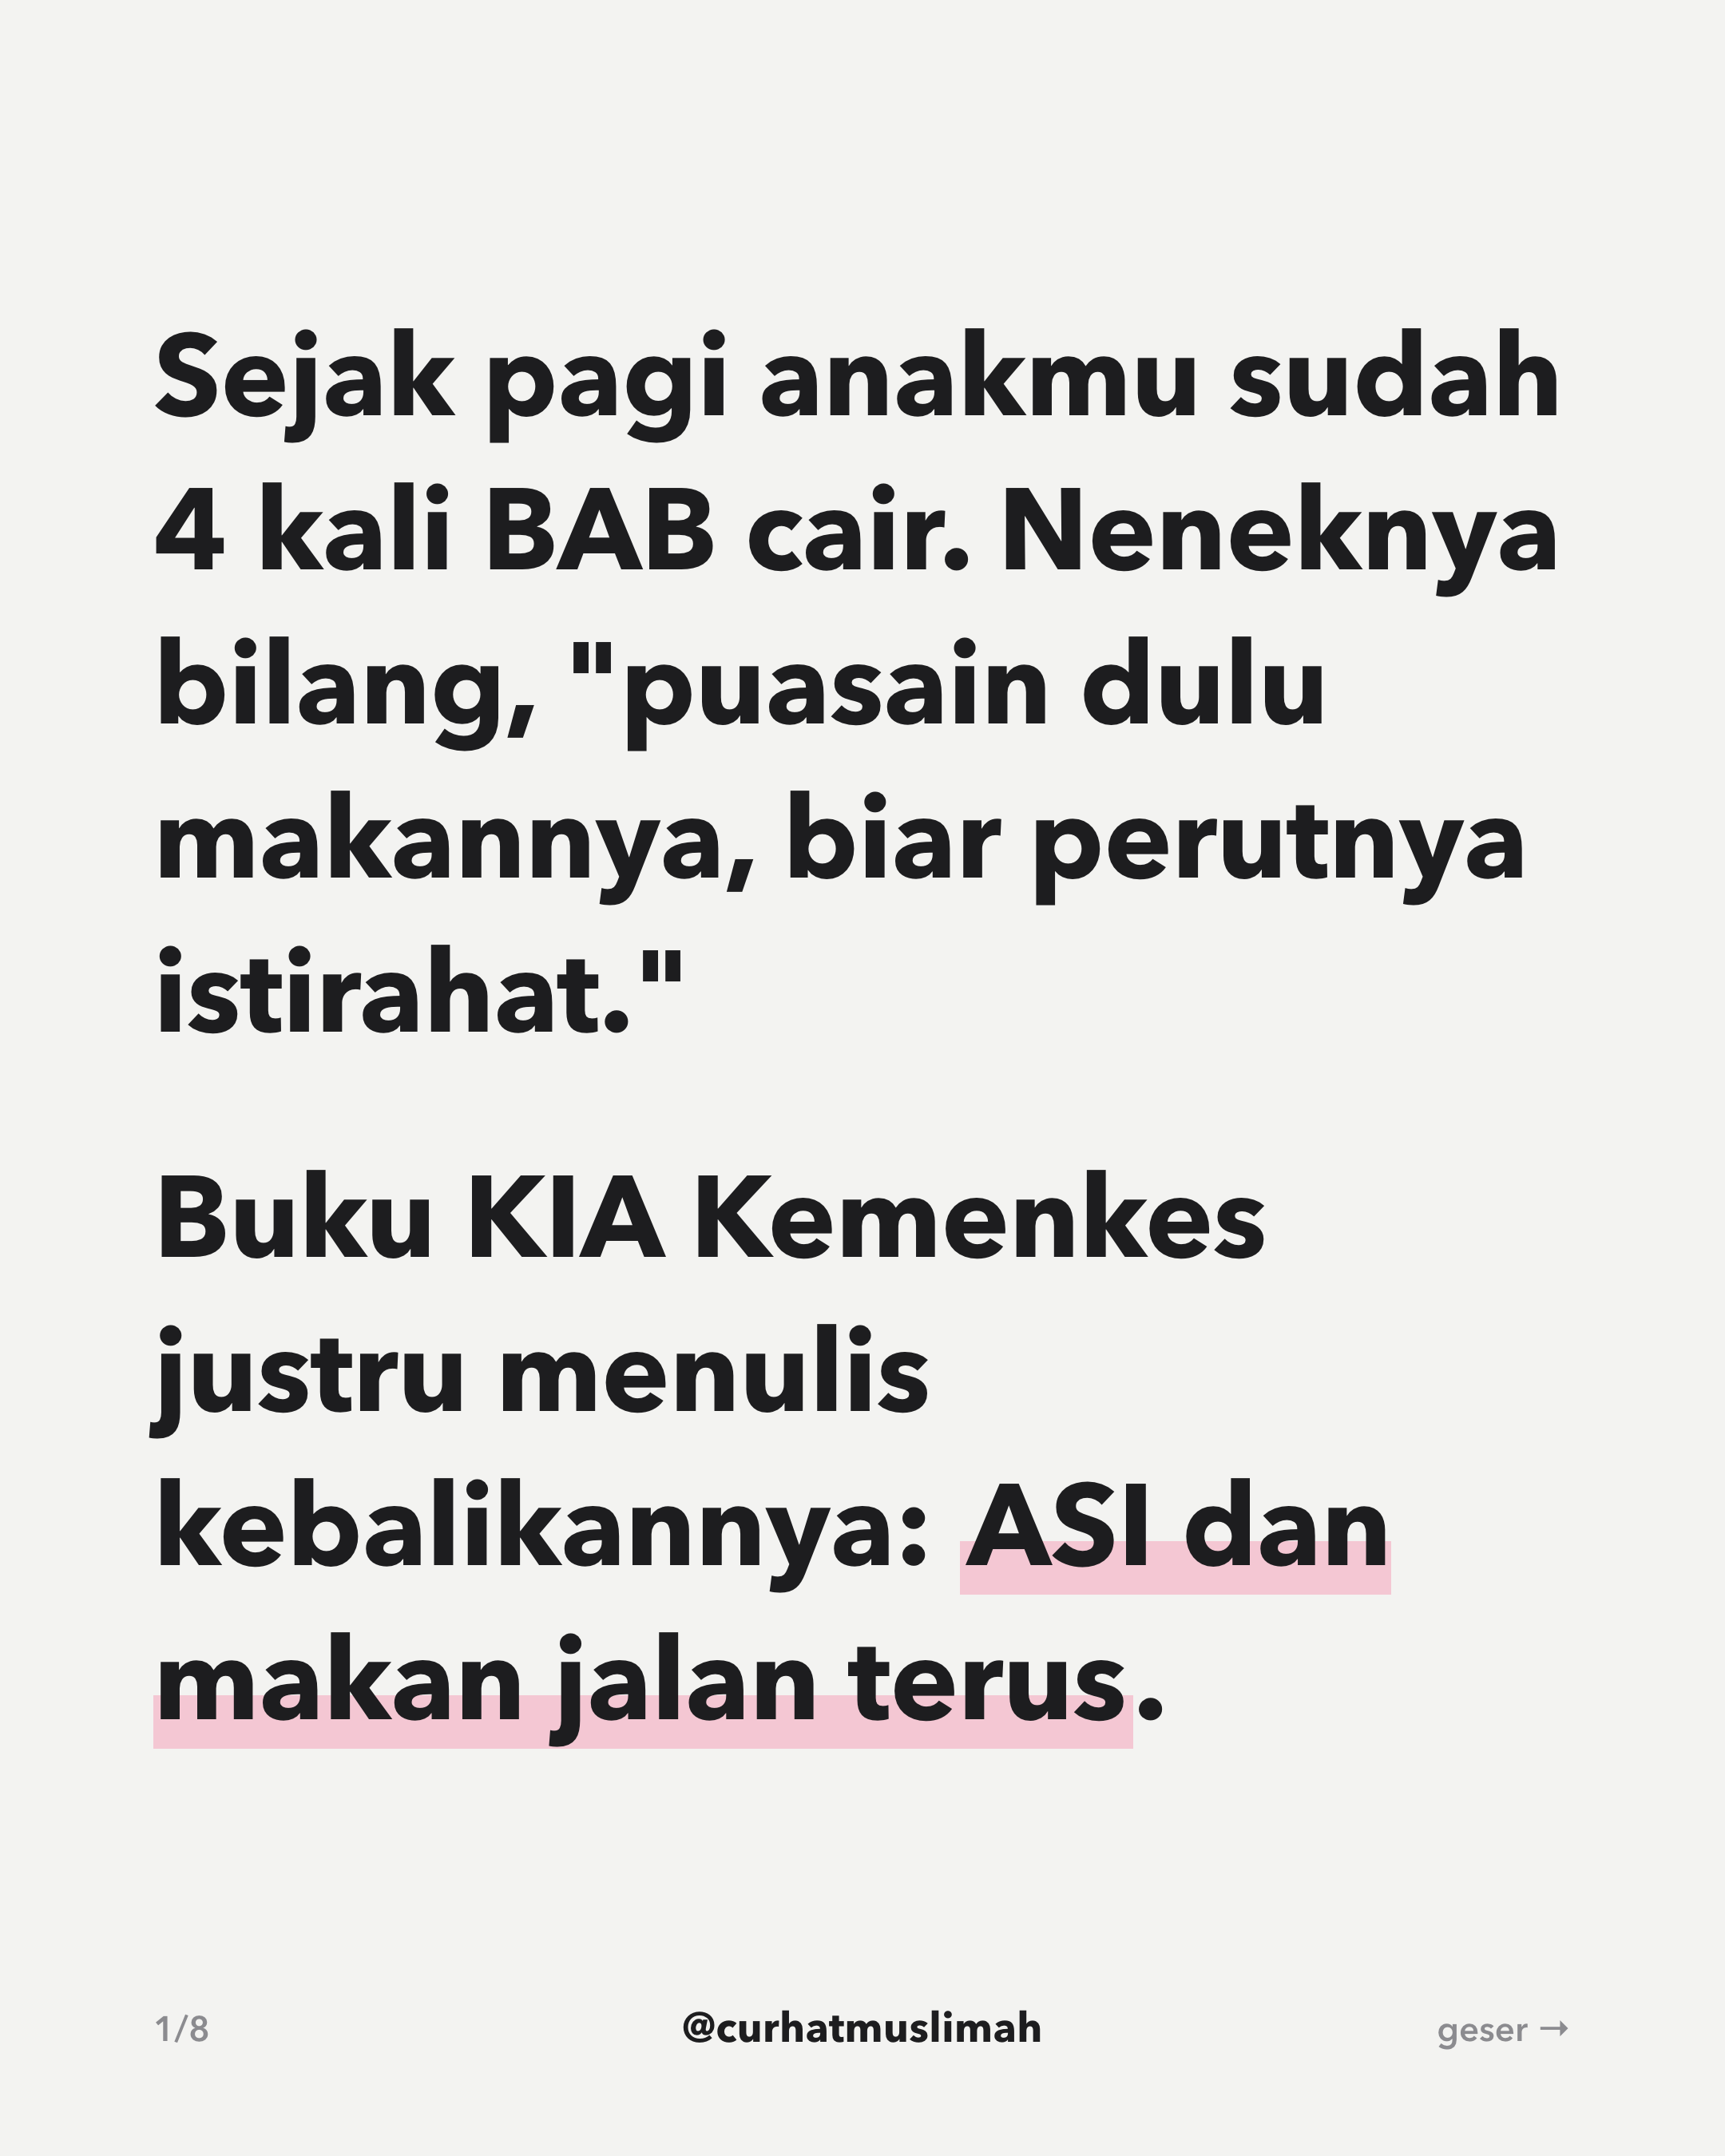 Sejak pagi anakmu sudah
4 kali BAB cair. Neneknya
bilang, "puasain dulu
makannya, biar perutnya
istirahat."
Buku KIA Kemenkes
justru menulis
kebalikannya: ASI dan
makan jalan terus.
1/8
@curhatmuslimah
geser →